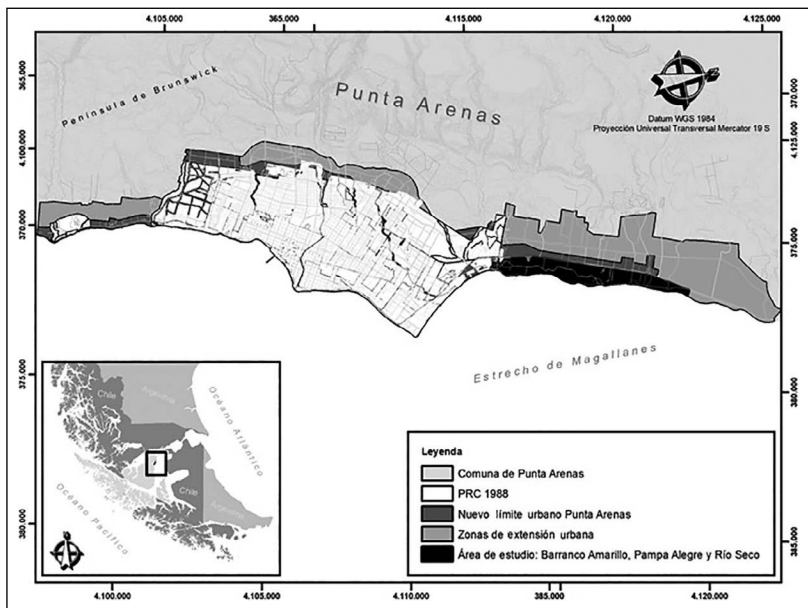 4.105.000
365.000
4.115.000
4.120.000
4.125.000
365.000
4.100.000
370.000
375.000
380.000
370.000
4.125.000
375.000
380.000
385.000
Península de Brunswick
Punta Arenas
Datum WGS 1984
Proyección Universal Transversal Mercator 19 S
Estrecho de Magallanes
Chile
Argentina
Océano Atlántico
Chile
Argentina
Océano Pacífico
Leyenda
Comuna de Punta Arenas
PRC 1988
Nuevo límite urbano Punta Arenas
Zonas de extensión urbana
Área de estudio: Barranco Amarillo, Pampa Alegre y Río Seco
4.100.000
4.105.000
4.110.000
385.000
4.120.000